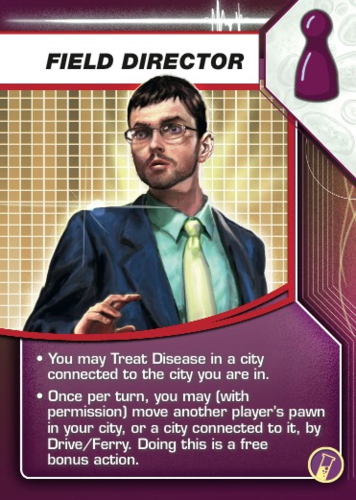 FIELD DIRECTOR
• You may Treat Disease in a city
connected to the city you are in.
• Once per turn, you may (with
permission) move another player's pawn
in your city, or a city connected to it, by
Drive/Ferry. Doing this is a free
bonus action.